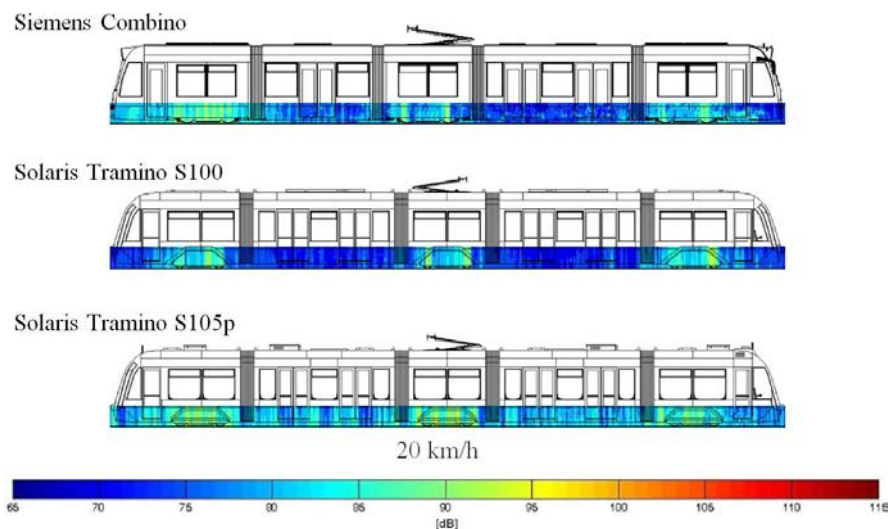 Siemens Combino
Solaris Tramino S100
Solaris Tramino S105p
20 km/h
65 70 75 80 85 90 95 100 105 110 115
[dB]